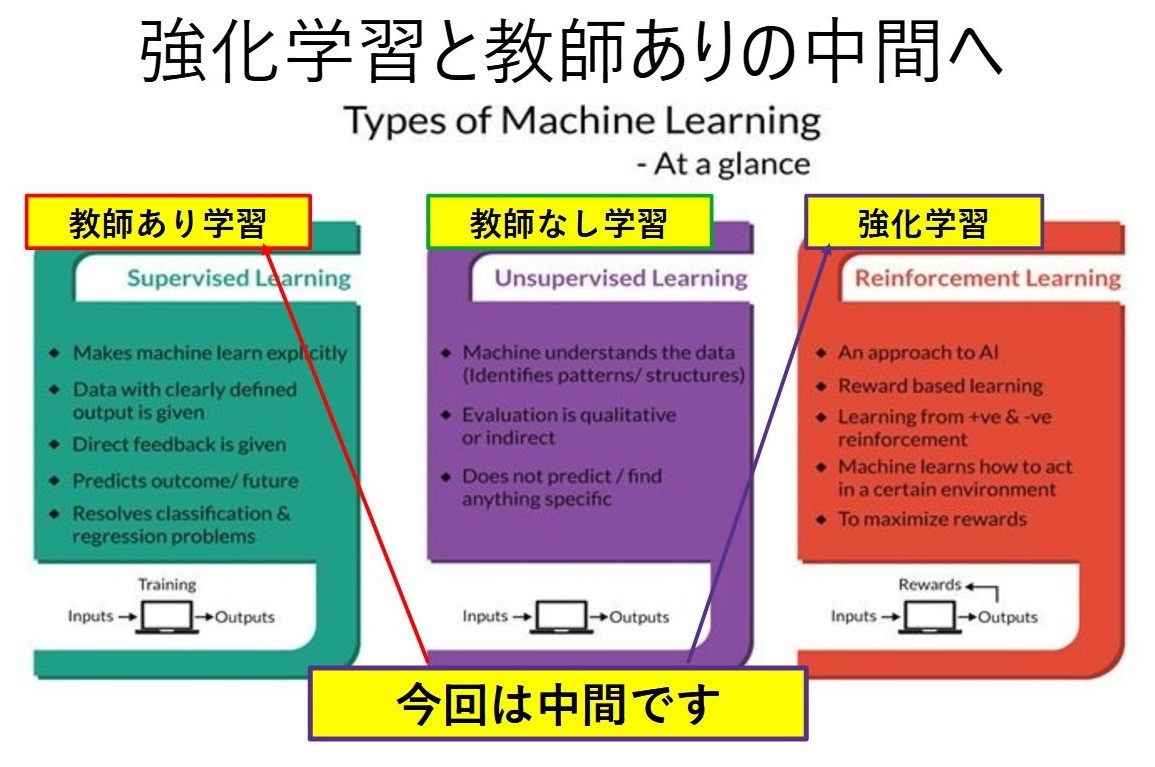 強化学習と教師ありの中間へ
Types of Machine Learning
- At a glance
教師あり学習
Supervised Learning
◆ Makes machine learn explicitly
◆ Data with clearly defined
output is given
◆ Direct feedback is given
◆ Predicts outcome/ future
◆ Resolves classification &
regression problems
Training
Inputs
Outputs
教師なし学習
Unsupervised Learning
◆ Machine understands the data
(Identifies patterns/ structures)
◆ Evaluation is qualitative
or indirect
◆ Does not predict / find
anything specific
Inputs
Outputs
強化学習
Reinforcement Learning
◆ An approach to AI
◆ Reward based learning
◆ Learning from +ve & -ve
reinforcement
◆ Machine learns how to act
in a certain environment
◆ To maximize rewards
Rewards
Inputs
Outputs
今回は中間です